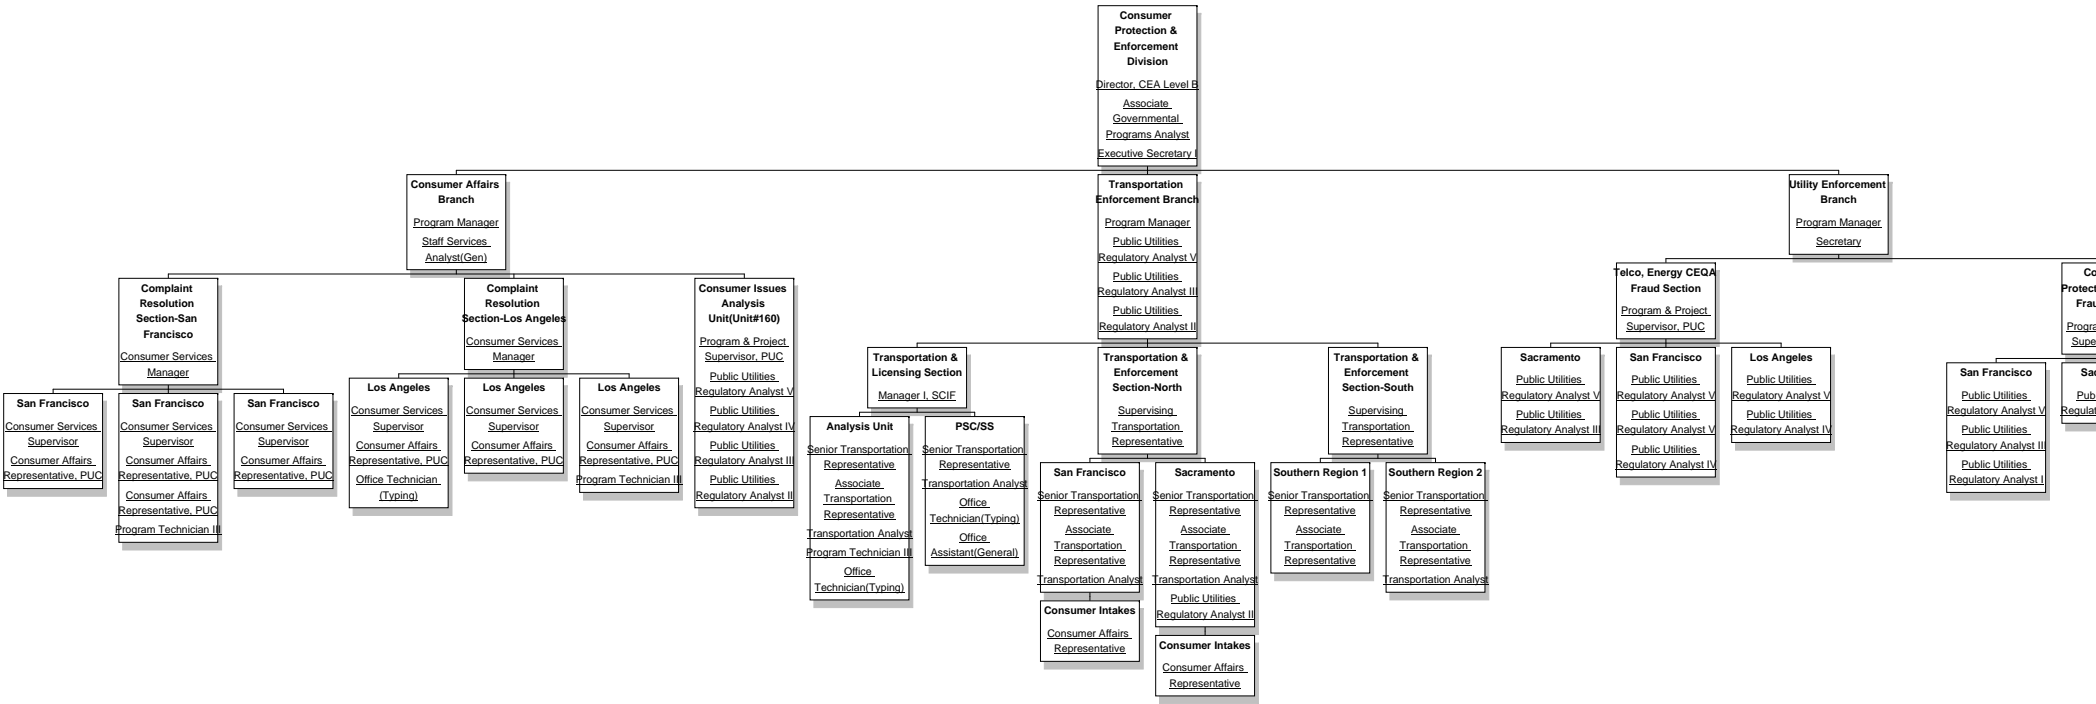 Consumer
Protection &
Enforcement
Division
Director, CEA Level B
Associate
Governmental
Programs Analyst
Executive Secretary I
Consumer Affairs
Branch
Program Manager
Staff Services
Analyst(Gen)
Transportation
Enforcement Branch
Program Manager
Public Utilities
Regulatory Analyst V
Public Utilities
Regulatory Analyst III
Public Utilities
Regulatory Analyst II
Utility Enforcement
Branch
Program Manager
Secretary
Complaint
Resolution
Section-San
Francisco
Consumer Services
Manager
Complaint
Resolution
Section-Los Angeles
Consumer Services
Manager
Consumer Issues
Analysis
Unit(Unit#160)
Program & Project
Supervisor, PUC
Public Utilities
Regulatory Analyst V
Public Utilities
Regulatory Analyst IV
Public Utilities
Regulatory Analyst III
Public Utilities
Regulatory Analyst II
San Francisco
Consumer Services
Supervisor
Consumer Affairs
Representative, PUC
San Francisco
Consumer Services
Supervisor
Consumer Affairs
Representative, PUC
Consumer Affairs
Representative, PUC
Program Technician III
San Francisco
Consumer Services
Supervisor
Consumer Affairs
Representative, PUC
Los Angeles
Consumer Services
Supervisor
Consumer Affairs
Representative, PUC
Office Technician
(Typing)
Los Angeles
Consumer Services
Supervisor
Consumer Affairs
Representative, PUC
Los Angeles
Consumer Services
Supervisor
Consumer Affairs
Representative, PUC
Program Technician III
Transportation &
Licensing Section
Manager I, SCIF
Transportation &
Enforcement
Section-North
Supervising
Transportation
Representative
Transportation &
Enforcement
Section-South
Supervising
Transportation
Representative
Analysis Unit
Senior Transportation
Representative
Associate
Transportation
Representative
Transportation Analyst
Program Technician III
Office
Technician(Typing)
PSC/SS
Senior Transportation
Representative
Transportation Analyst
Office
Technician(Typing)
Office
Assistant(General)
San Francisco
Senior Transportation
Representative
Associate
Transportation
Representative
Transportation Analyst
Consumer Intakes
Consumer Affairs
Representative
Sacramento
Senior Transportation
Representative
Associate
Transportation
Representative
Transportation Analyst
Public Utilities
Regulatory Analyst II
Consumer Intakes
Consumer Affairs
Representative
Southern Region 1
Senior Transportation
Representative
Associate
Transportation
Representative
Southern Region 2
Senior Transportation
Representative
Associate
Transportation
Representative
Transportation Analyst
Telco, Energy CEQA
Fraud Section
Program & Project
Supervisor, PUC
Sacramento
Public Utilities
Regulatory Analyst V
Public Utilities
Regulatory Analyst III
San Francisco
Public Utilities
Regulatory Analyst V
Public Utilities
Regulatory Analyst V
Public Utilities
Regulatory Analyst IV
Los Angeles
Public Utilities
Regulatory Analyst V
Public Utilities
Regulatory Analyst IV
San Francisco
Public Utilities
Regulatory Analyst V
Public Utilities
Regulatory Analyst III
Public Utilities
Regulatory Analyst I